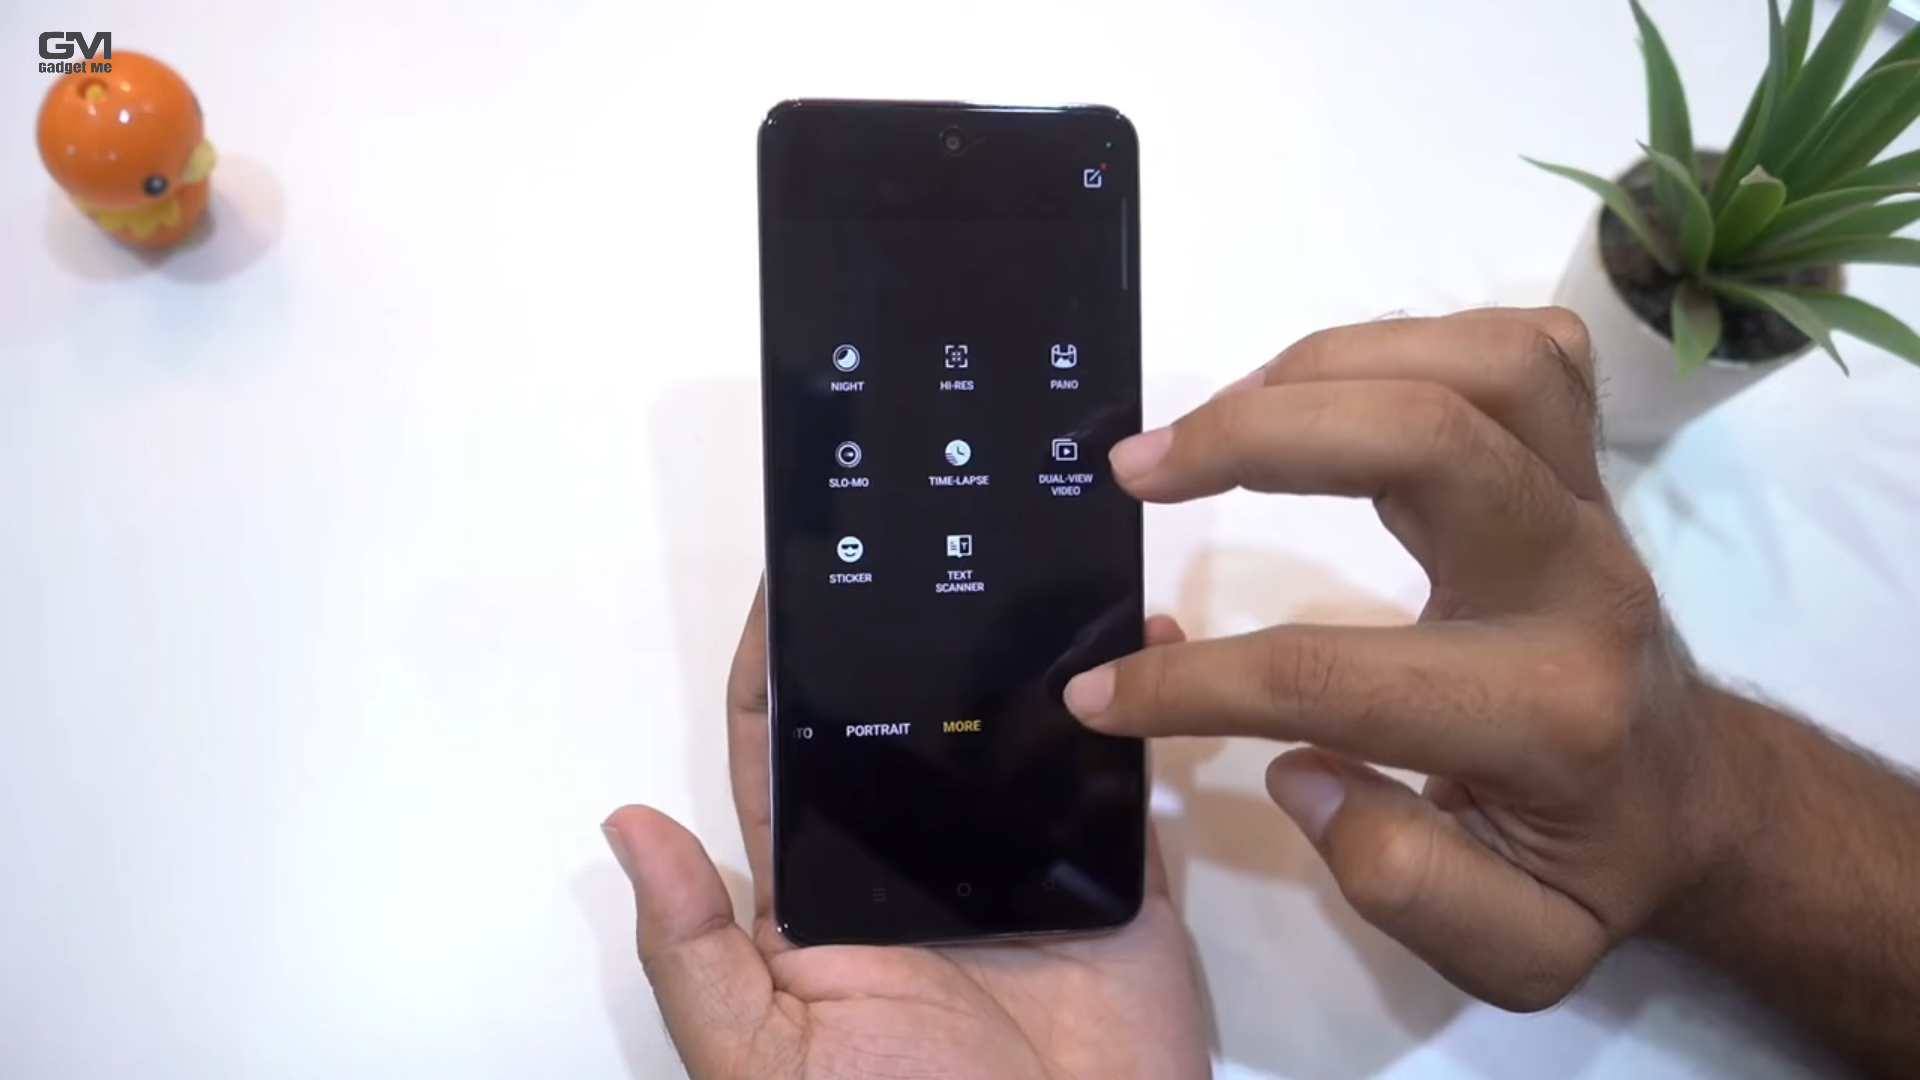 GM
Gadget Me
NIGHT
HI-RES
PANO
SLO-MO
TIME-LAPSE
DUAL-VIEW
VIDEO
STICKER
TEXT
SCANNER
TO
PORTRAIT
MORE